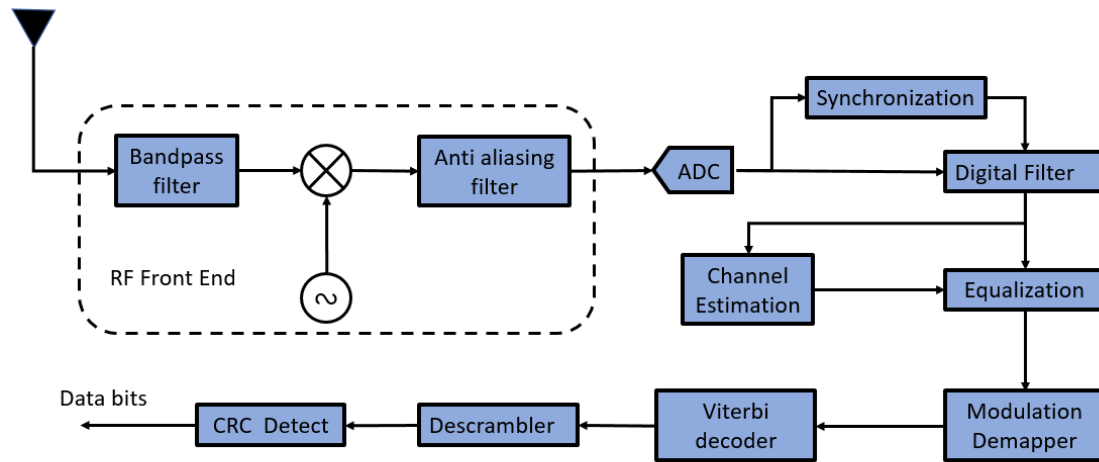 Synchronization
Bandpass
filter
Anti aliasing
filter
ADC
Digital Filter
RF Front End
~
Channel
Estimation
Equalization
Data bits
CRC  Detect
Descrambler
Viterbi
decoder
Modulation
Demapper